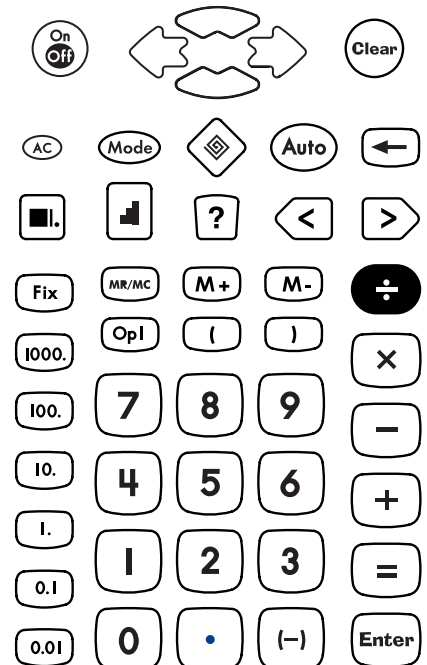 On
Off Clear
AC Mode Auto ←
? < >
Fix MR/MC M+ M- ÷
Op1 ( )
1000. ×
100. 7 8 9 −
10. 4 5 6 +
1. 1 2 3 =
0.1
0.01 0 . (−) Enter